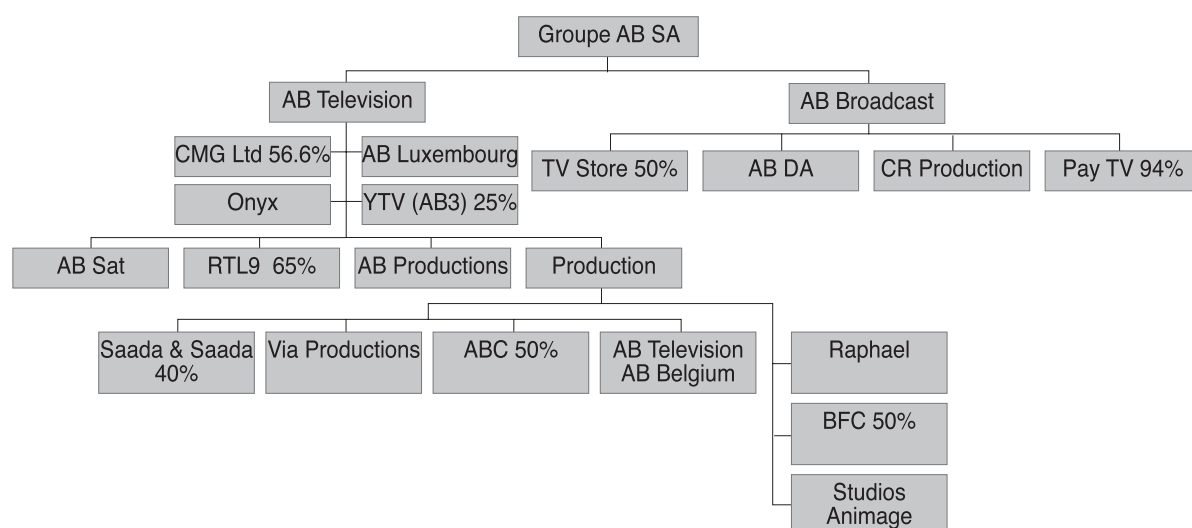 Groupe AB SA
AB Television
AB Broadcast
CMG Ltd 56.6%
AB Luxembourg
TV Store 50%
AB DA
CR Production
Pay TV 94%
Onyx
YTV (AB3) 25%
AB Sat
RTL9 65%
AB Productions
Production
Saada & Saada
40%
Via Productions
ABC 50%
AB Television
AB Belgium
Raphael
BFC 50%
Studios
Animage